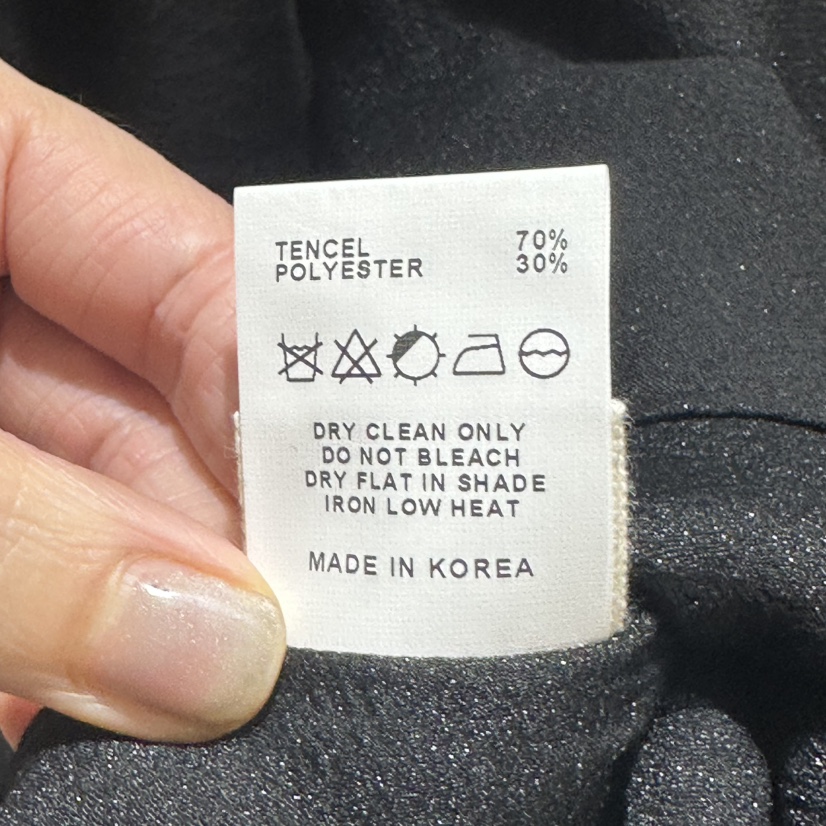 TENCEL 70%
POLYESTER 30%
DRY CLEAN ONLY
DO NOT BLEACH
DRY FLAT IN SHADE
IRON LOW HEAT
MADE IN KOREA